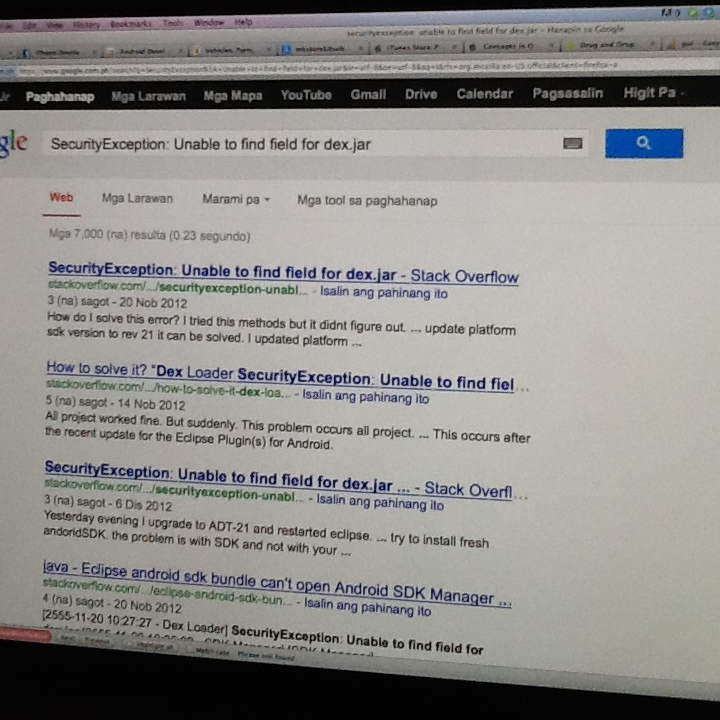 View History Bookmarks Tools Window Help
securityexception: unable to find field for dex.jar - Hanapin sa Google
Drag and Drop
Paghahanap Mga Larawan Mga Mapa YouTube Gmail Drive Calendar Pagsasalin Higit Pa
gle SecurityException: Unable to find field for dex.jar
Web Mga Larawan Marami pa Mga tool sa paghahanap
Mga 7,000 (na) resulta (0.23 segundo)
SecurityException: Unable to find field for dex.jar - Stack Overflow
stackoverflow.com/.../securityexception-unabl... - Isalin ang pahinang ito
3 (na) sagot - 20 Nob 2012
How do I solve this error? I tried this methods but it didnt figure out. ... update platform
sdk version to rev 21 it can be solved. I updated platform ...
How to solve it? "Dex Loader SecurityException: Unable to find fiel...
stackoverflow.com/.../how-to-solve-it-dex-loa... - Isalin ang pahinang ito
5 (na) sagot - 14 Nob 2012
All project worked fine. But suddenly. This problem occurs all project. ... This occurs after
the recent update for the Eclipse Plugin(s) for Android.
SecurityException: Unable to find field for dex.jar ... - Stack Overfl...
stackoverflow.com/.../securityexception-unabl... - Isalin ang pahinang ito
3 (na) sagot - 6 Dis 2012
Yesterday evening I upgrade to ADT-21 and restarted eclipse. ... try to install fresh
andoridSDK. the problem is with SDK and not with your ...
java - Eclipse android sdk bundle can't open Android SDK Manager ...
stackoverflow.com/.../eclipse-android-sdk-bun... - Isalin ang pahinang ito
4 (na) sagot - 20 Nob 2012
[2555-11-20 10:27:27 - Dex Loader] SecurityException: Unable to find field for